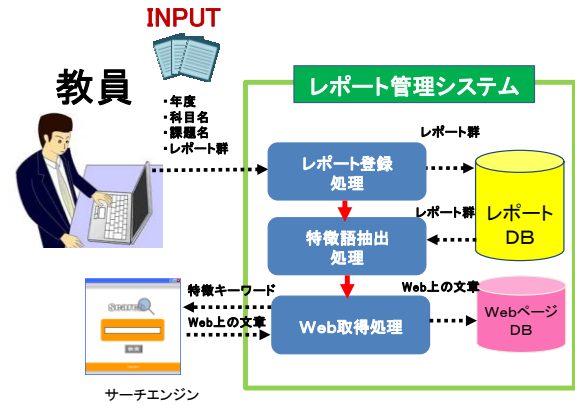 INPUT
教員
・年度
・科目名
・課題名
・レポート群
レポート管理システム
レポート群
レポート登録
処理
レポート群
レポート
DB
特徴語抽出
処理
特徴キーワード
Web上の文章
Web上の文章
Web取得処理
Webページ
DB
Search
サーチエンジン